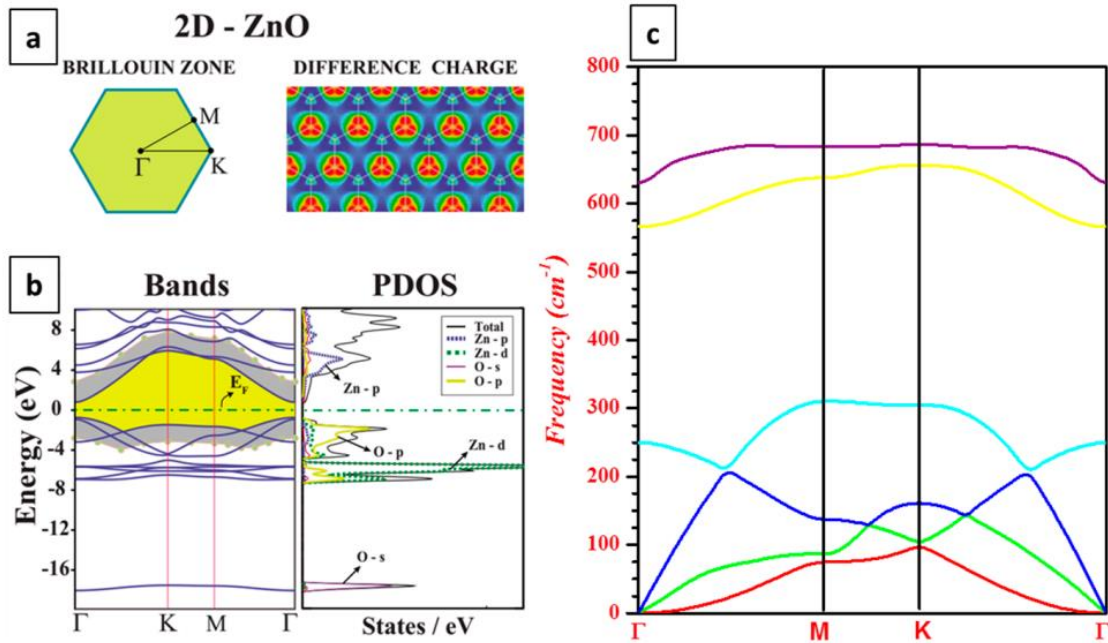 a
2D - ZnO
BRILLOUIN ZONE
DIFFERENCE CHARGE
M
Γ
K
b
Bands
PDOS
Energy (eV)
8
4
0
-4
-8
-12
-16
E_F
Γ
K
M
Γ
Total
Zn - p
Zn - d
O - s
O - p
Zn - p
Zn - d
O - p
O - s
States / eV
c
Frequency (cm⁻¹)
800
700
600
500
400
300
200
100
0
Γ
M
K
Γ